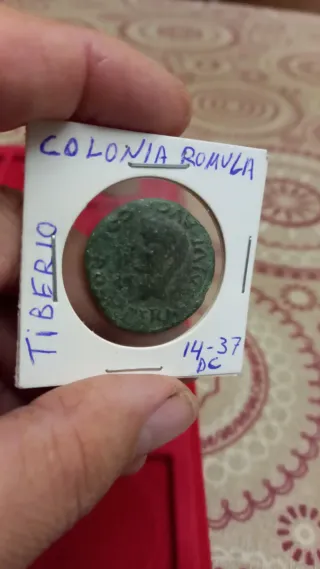 COLONIA ROMULA
TIBERIO
14-37
DC